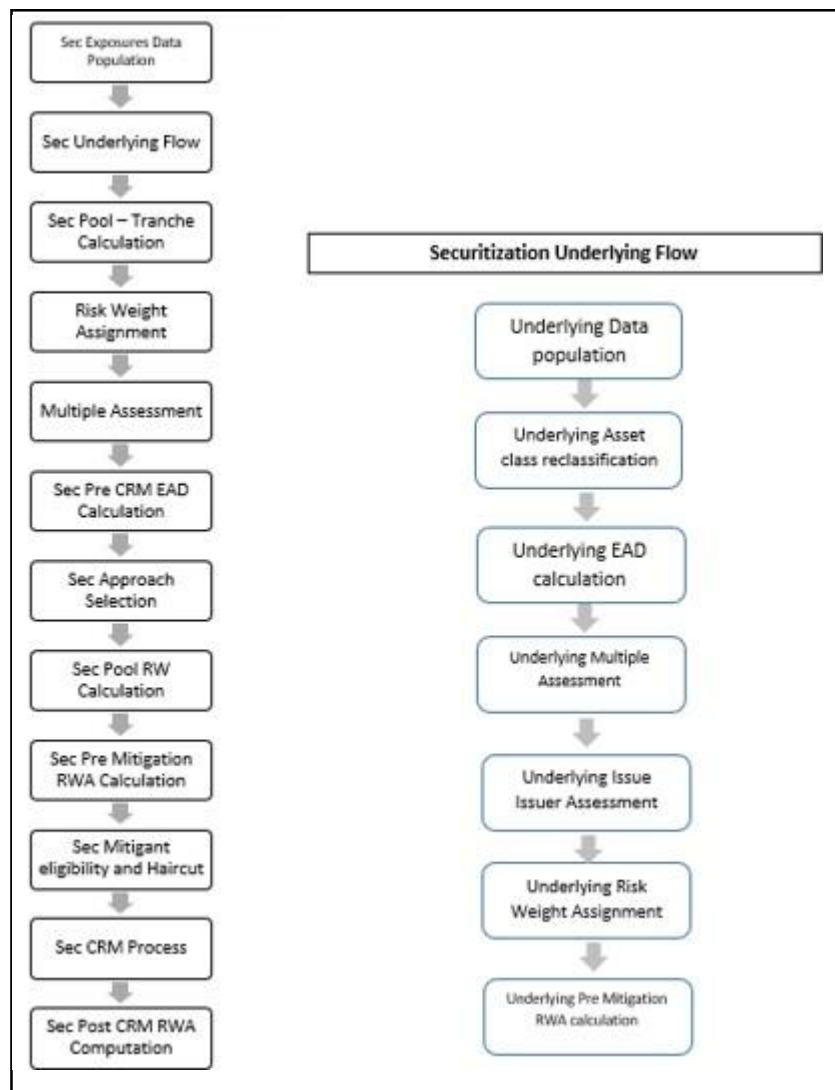 Sec Exposures Data
Population
Sec Underlying Flow
Sec Pool – Tranche
Calculation
Risk Weight
Assignment
Multiple Assessment
Sec Pre CRM EAD
Calculation
Sec Approach
Selection
Sec Pool RW
Calculation
Sec Pre Mitigation
RWA Calculation
Sec Mitigant
eligibility and Haircut
Sec CRM Process
Sec Post CRM RWA
Computation
Securitization Underlying Flow
Underlying Data
population
Underlying Asset
class reclassification
Underlying EAD
calculation
Underlying Multiple
Assessment
Underlying Issue
Issuer Assessment
Underlying Risk
Weight Assignment
Underlying Pre Mitigation
RWA calculation